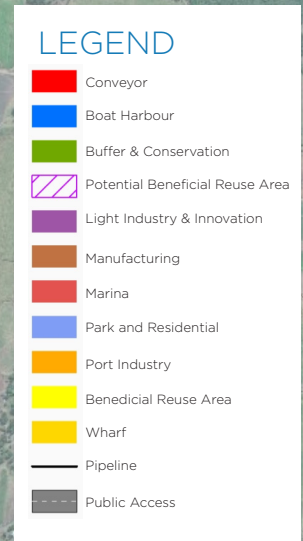 LEGEND
Conveyor
Boat Harbour
Buffer & Conservation
Potential Beneficial Reuse Area
Light Industry & Innovation
Manufacturing
Marina
Park and Residential
Port Industry
Benedicial Reuse Area
Wharf
Pipeline
Public Access